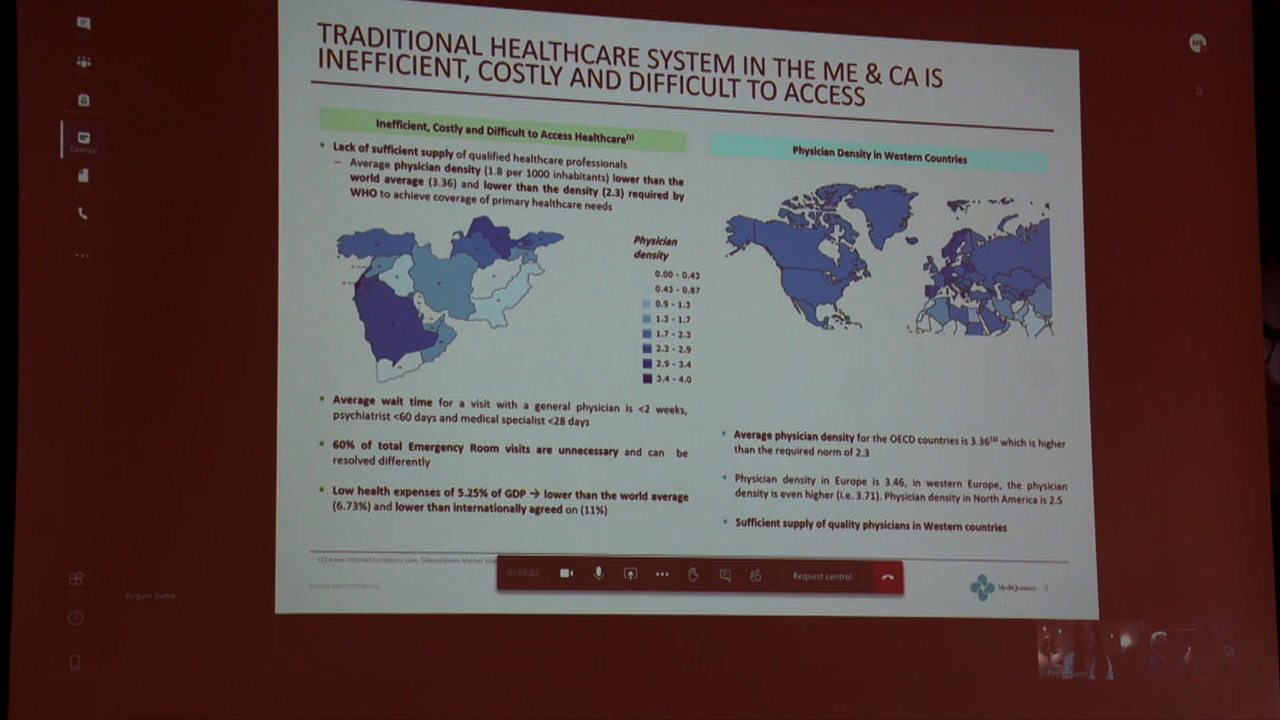 TRADITIONAL HEALTHCARE SYSTEM IN THE ME & CA IS
INEFFICIENT, COSTLY AND DIFFICULT TO ACCESS
Inefficient, Costly and Difficult to Access Healthcare(1)
• Lack of sufficient supply of qualified healthcare professionals
– Average physician density (1.8 per 1000 inhabitants) lower than the
world average (3.36) and lower than the density (2.3) required by
WHO to achieve coverage of primary healthcare needs
Physician
density
0.00 - 0.43
0.43 - 0.87
0.9 - 1.3
1.3 - 1.7
1.7 - 2.3
2.3 - 2.9
2.9 - 3.4
3.4 - 4.0
• Average wait time for a visit with a general physician is <2 weeks,
psychiatrist <60 days and medical specialist <28 days
• 60% of total Emergency Room visits are unnecessary and can be
resolved differently
• Low health expenses of 5.25% of GDP → lower than the world average
(6.73%) and lower than internationally agreed on (11%)
Physician Density in Western Countries
• Average physician density for the OECD countries is 3.36(2) which is higher
than the required norm of 2.3
• Physician density in Europe is 3.46, in western Europe, the physician
density is even higher (i.e. 3.71). Physician density in North America is 2.5
• Sufficient supply of quality physicians in Western countries
Telemedicine Market
01:08:02
Request control
MediQonnect 3
Calendar